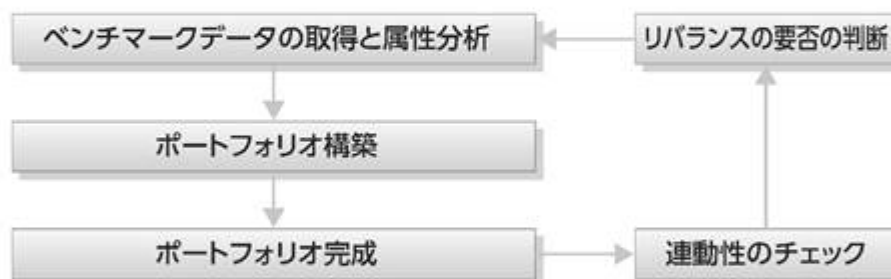 ベンチマークデータの取得と属性分析
リバランスの要否の判断
ポートフォリオ構築
ポートフォリオ完成
連動性のチェック